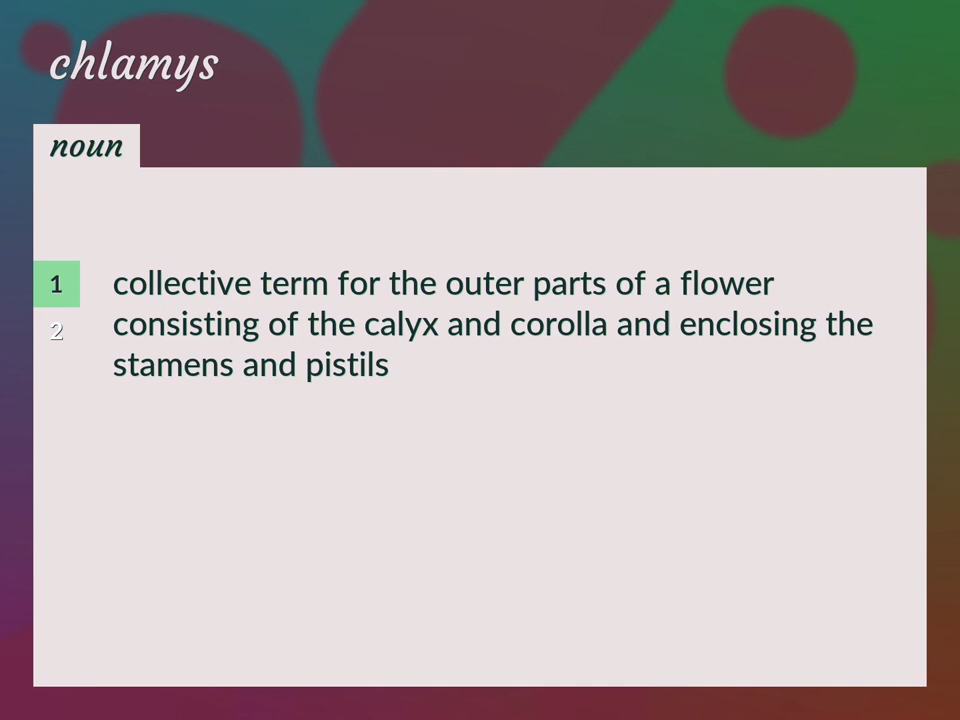 chlamys
noun
1
collective term for the outer parts of a flower
consisting of the calyx and corolla and enclosing the
stamens and pistils
2